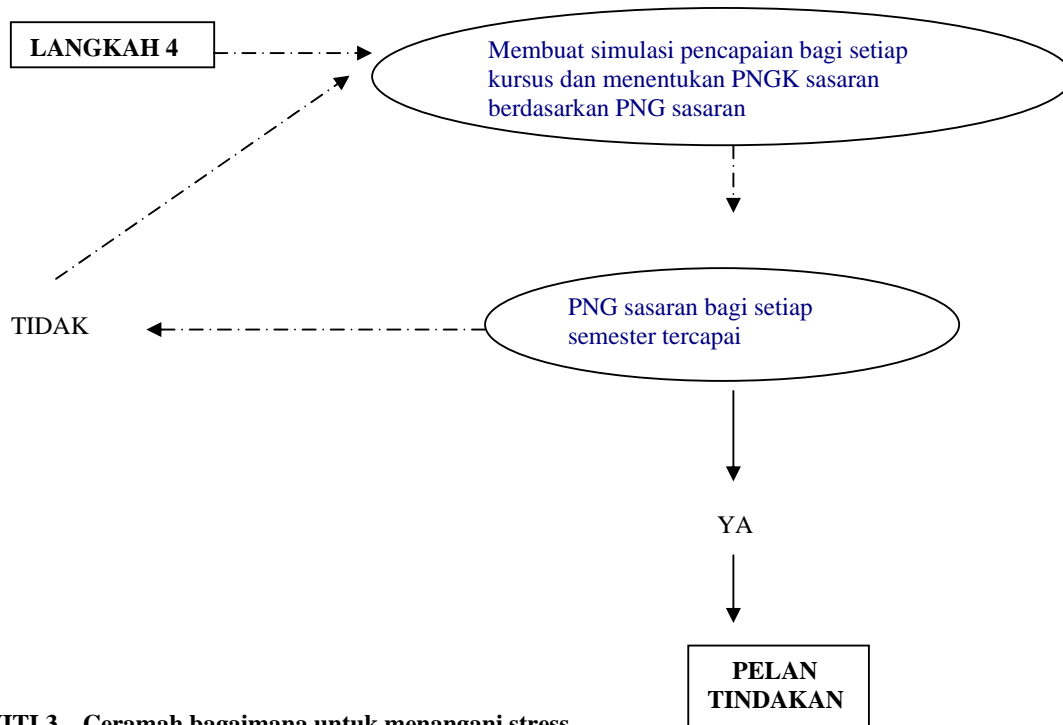 LANGKAH 4
Membuat simulasi pencapaian bagi setiap
kursus dan menentukan PNGK sasaran
berdasarkan PNG sasaran
PNG sasaran bagi setiap
semester tercapai
TIDAK
YA
PELAN
TINDAKAN
3 Ceramah bagaimana untuk menangani stress